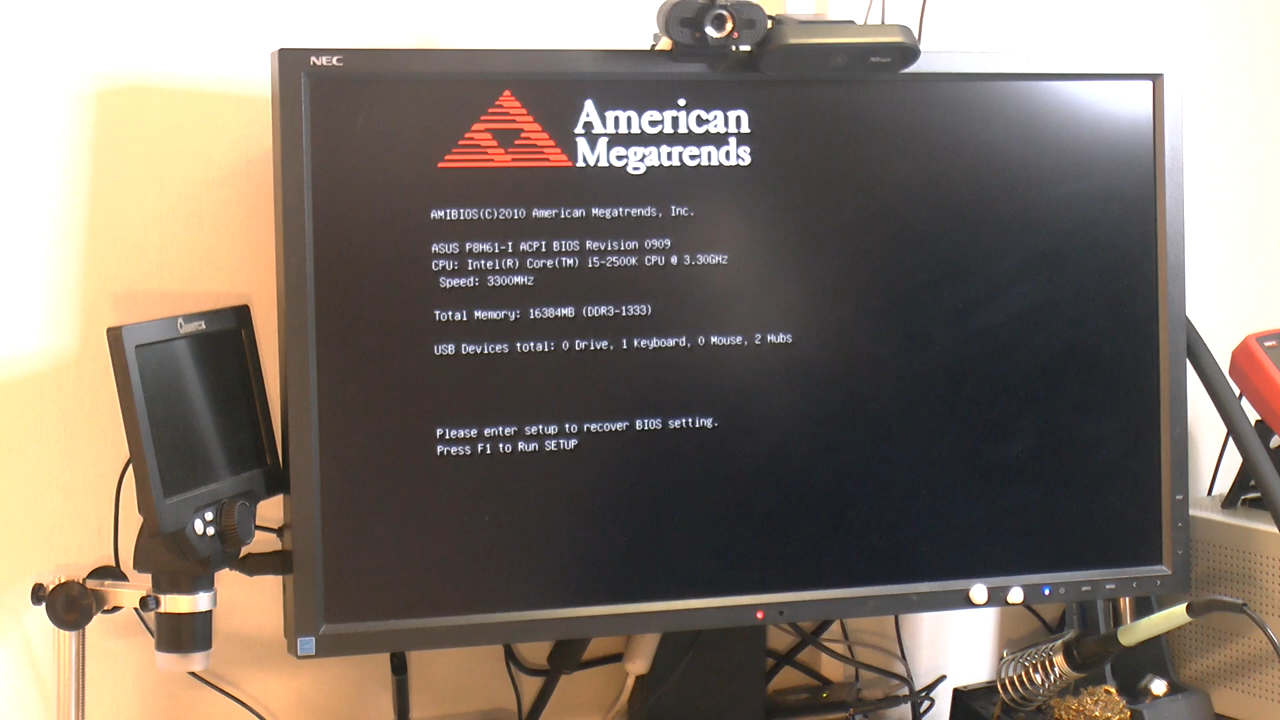 NEC
American
Megatrends
AMIBIOS(C)2010 American Megatrends, Inc.
ASUS P8H61-I ACPI BIOS Revision 0909
CPU: Intel(R) Core(TM) i5-2500K CPU @ 3.30GHz
Speed: 3300MHz
Total Memory: 16384MB (DDR3-1333)
USB Devices total: 0 Drive, 1 Keyboard, 0 Mouse, 2 Hubs
Please enter setup to recover BIOS setting.
Press F1 to Run SETUP